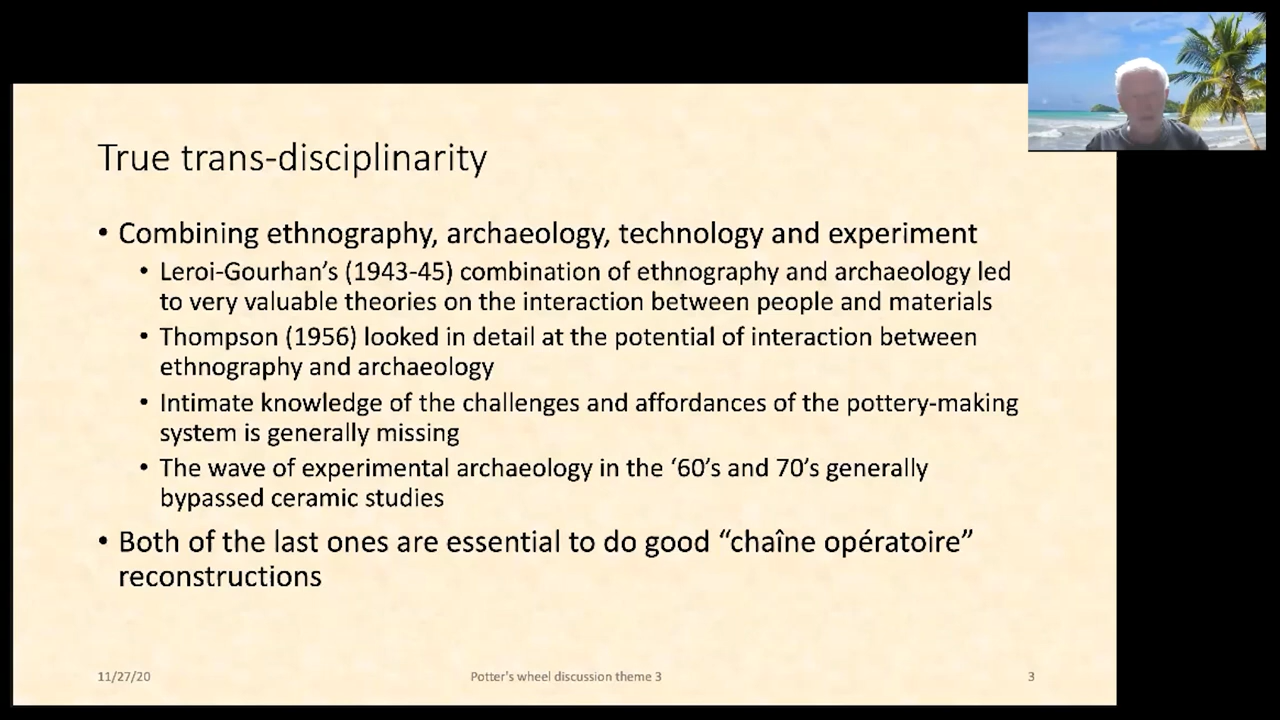 True trans-disciplinarity
• Combining ethnography, archaeology, technology and experiment
• Leroi-Gourhan’s (1943-45) combination of ethnography and archaeology led
to very valuable theories on the interaction between people and materials
• Thompson (1956) looked in detail at the potential of interaction between
ethnography and archaeology
• Intimate knowledge of the challenges and affordances of the pottery-making
system is generally missing
• The wave of experimental archaeology in the ‘60’s and 70’s generally
bypassed ceramic studies
• Both of the last ones are essential to do good “chaîne opératoire”
reconstructions
11/27/20
Potter's wheel discussion theme 3
3